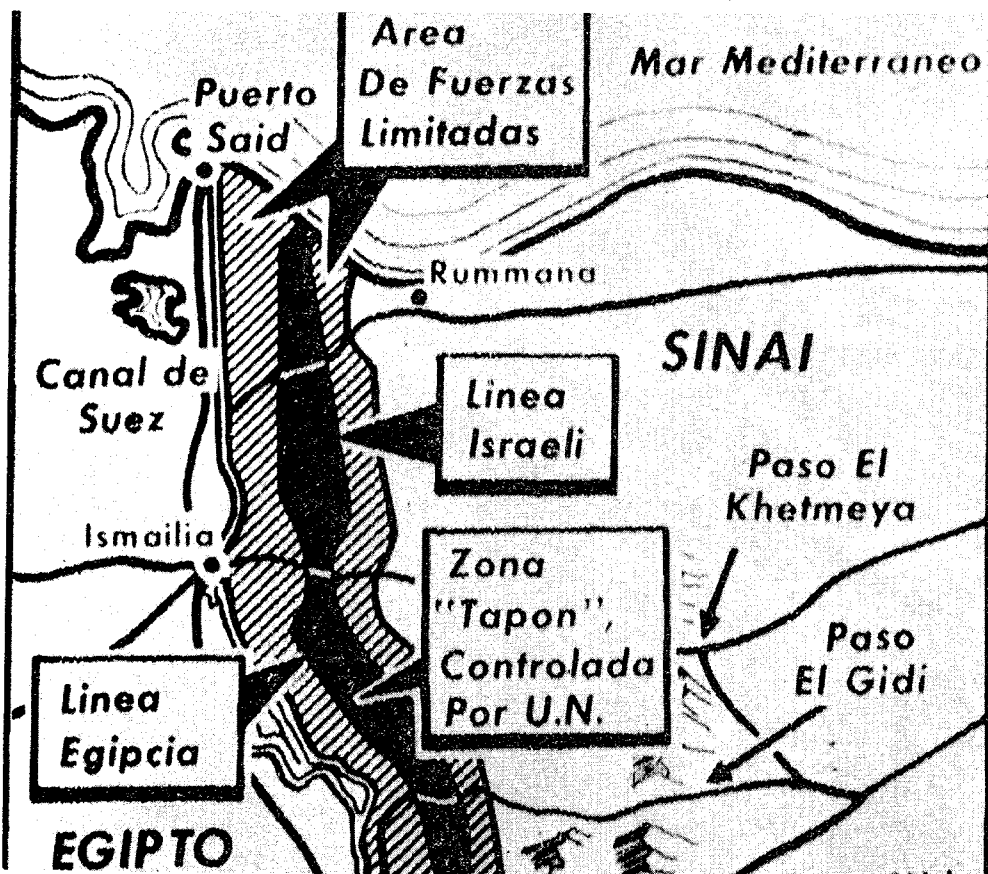 Area
De Fuerzas
Limitadas
Mar Mediterraneo
Puerto
Said
Rummana
SINAI
Canal de
Suez
Linea
Israeli
Paso El
Khetmeya
Ismailia
Zona
"Tapon",
Controlada
Por U.N.
Paso
El Gidi
Linea
Egipcia
EGIPTO